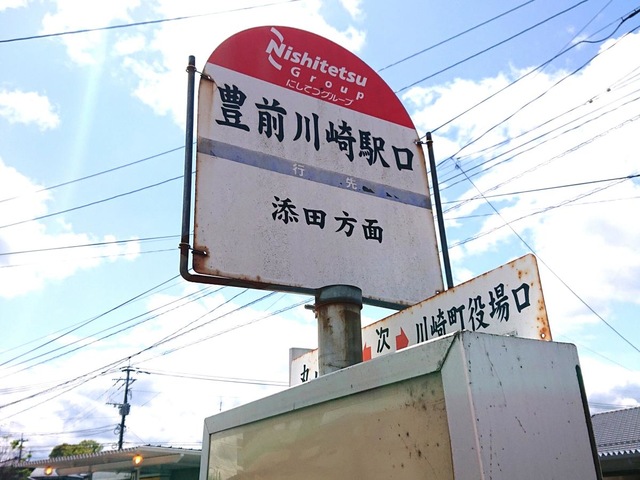 Nishitetsu
Group
にしてつグループ
豊前川崎駅口
行先
添田方面
次 川崎町役場口